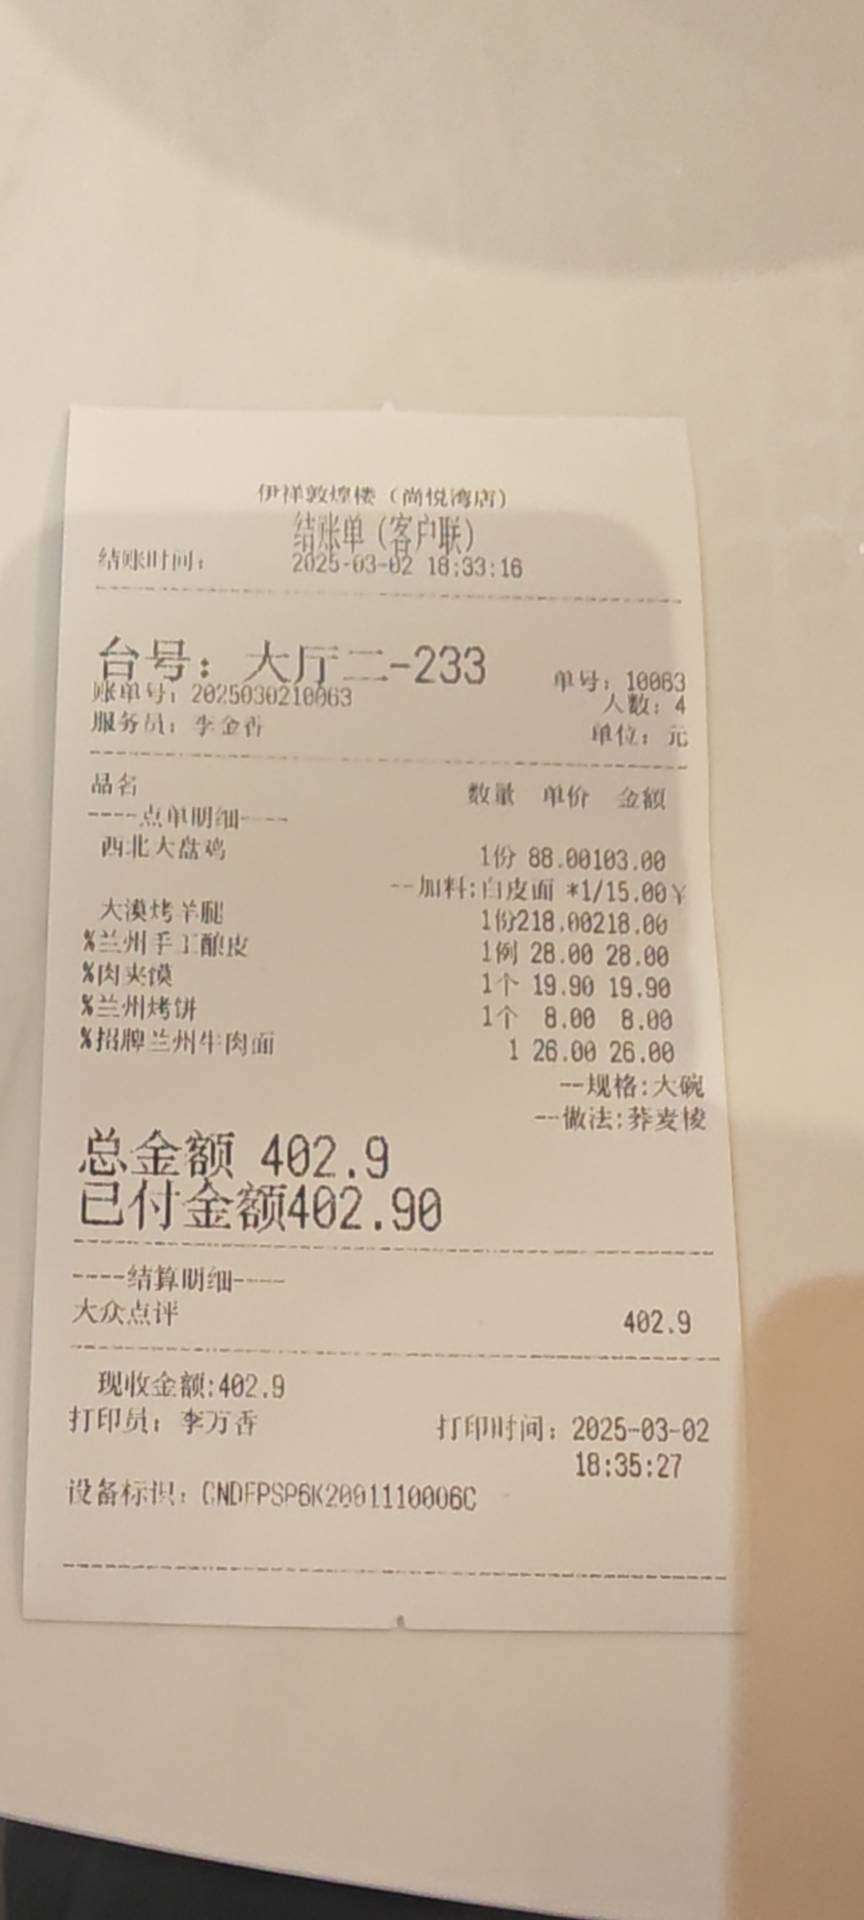 伊祥敦煌楼（尚悦湾店）
结账单（客户联）
结账时间： 2025-03-02 18:33:16
台号：大厅二-233 单号：10063
账单号：2025030210063 人数：4
服务员：李金香 单位：元
品名 数量 单价 金额
----点单明细----
西北大盘鸡 1份 88.00 103.00
--加料:白皮面 *1/15.00￥
大漠烤羊腿 1份 218.00 218.00
%兰州手工酿皮 1例 28.00 28.00
%肉夹馍 1个 19.90 19.90
%兰州烤饼 1个 8.00 8.00
%招牌兰州牛肉面 1 26.00 26.00
--规格:大碗
--做法:荞麦棱
总金额 402.9
已付金额402.90
----结算明细----
大众点评 402.9
现收金额:402.9
打印员：李万香 打印时间：2025-03-02
18:35:27
设备标识：CNDFPSP6K2001110006C